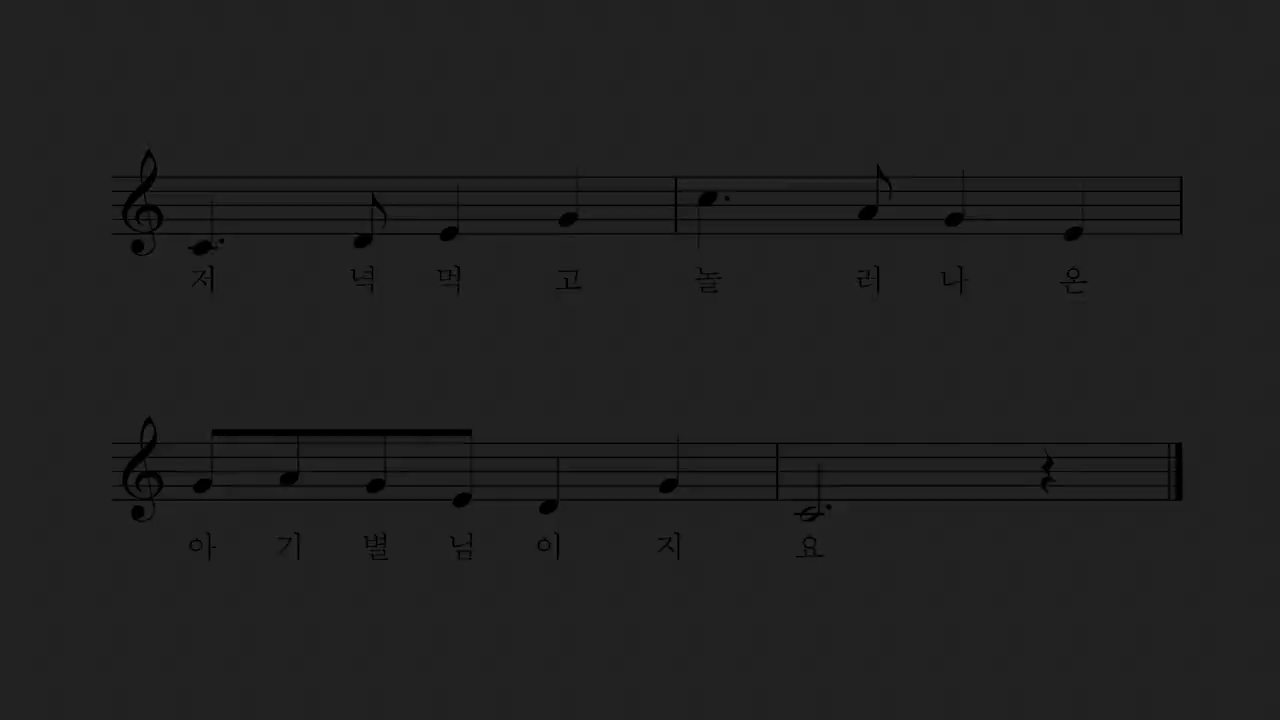 저 녁 먹 고 놀 러 나 온
아 기 별 님 이 지 요